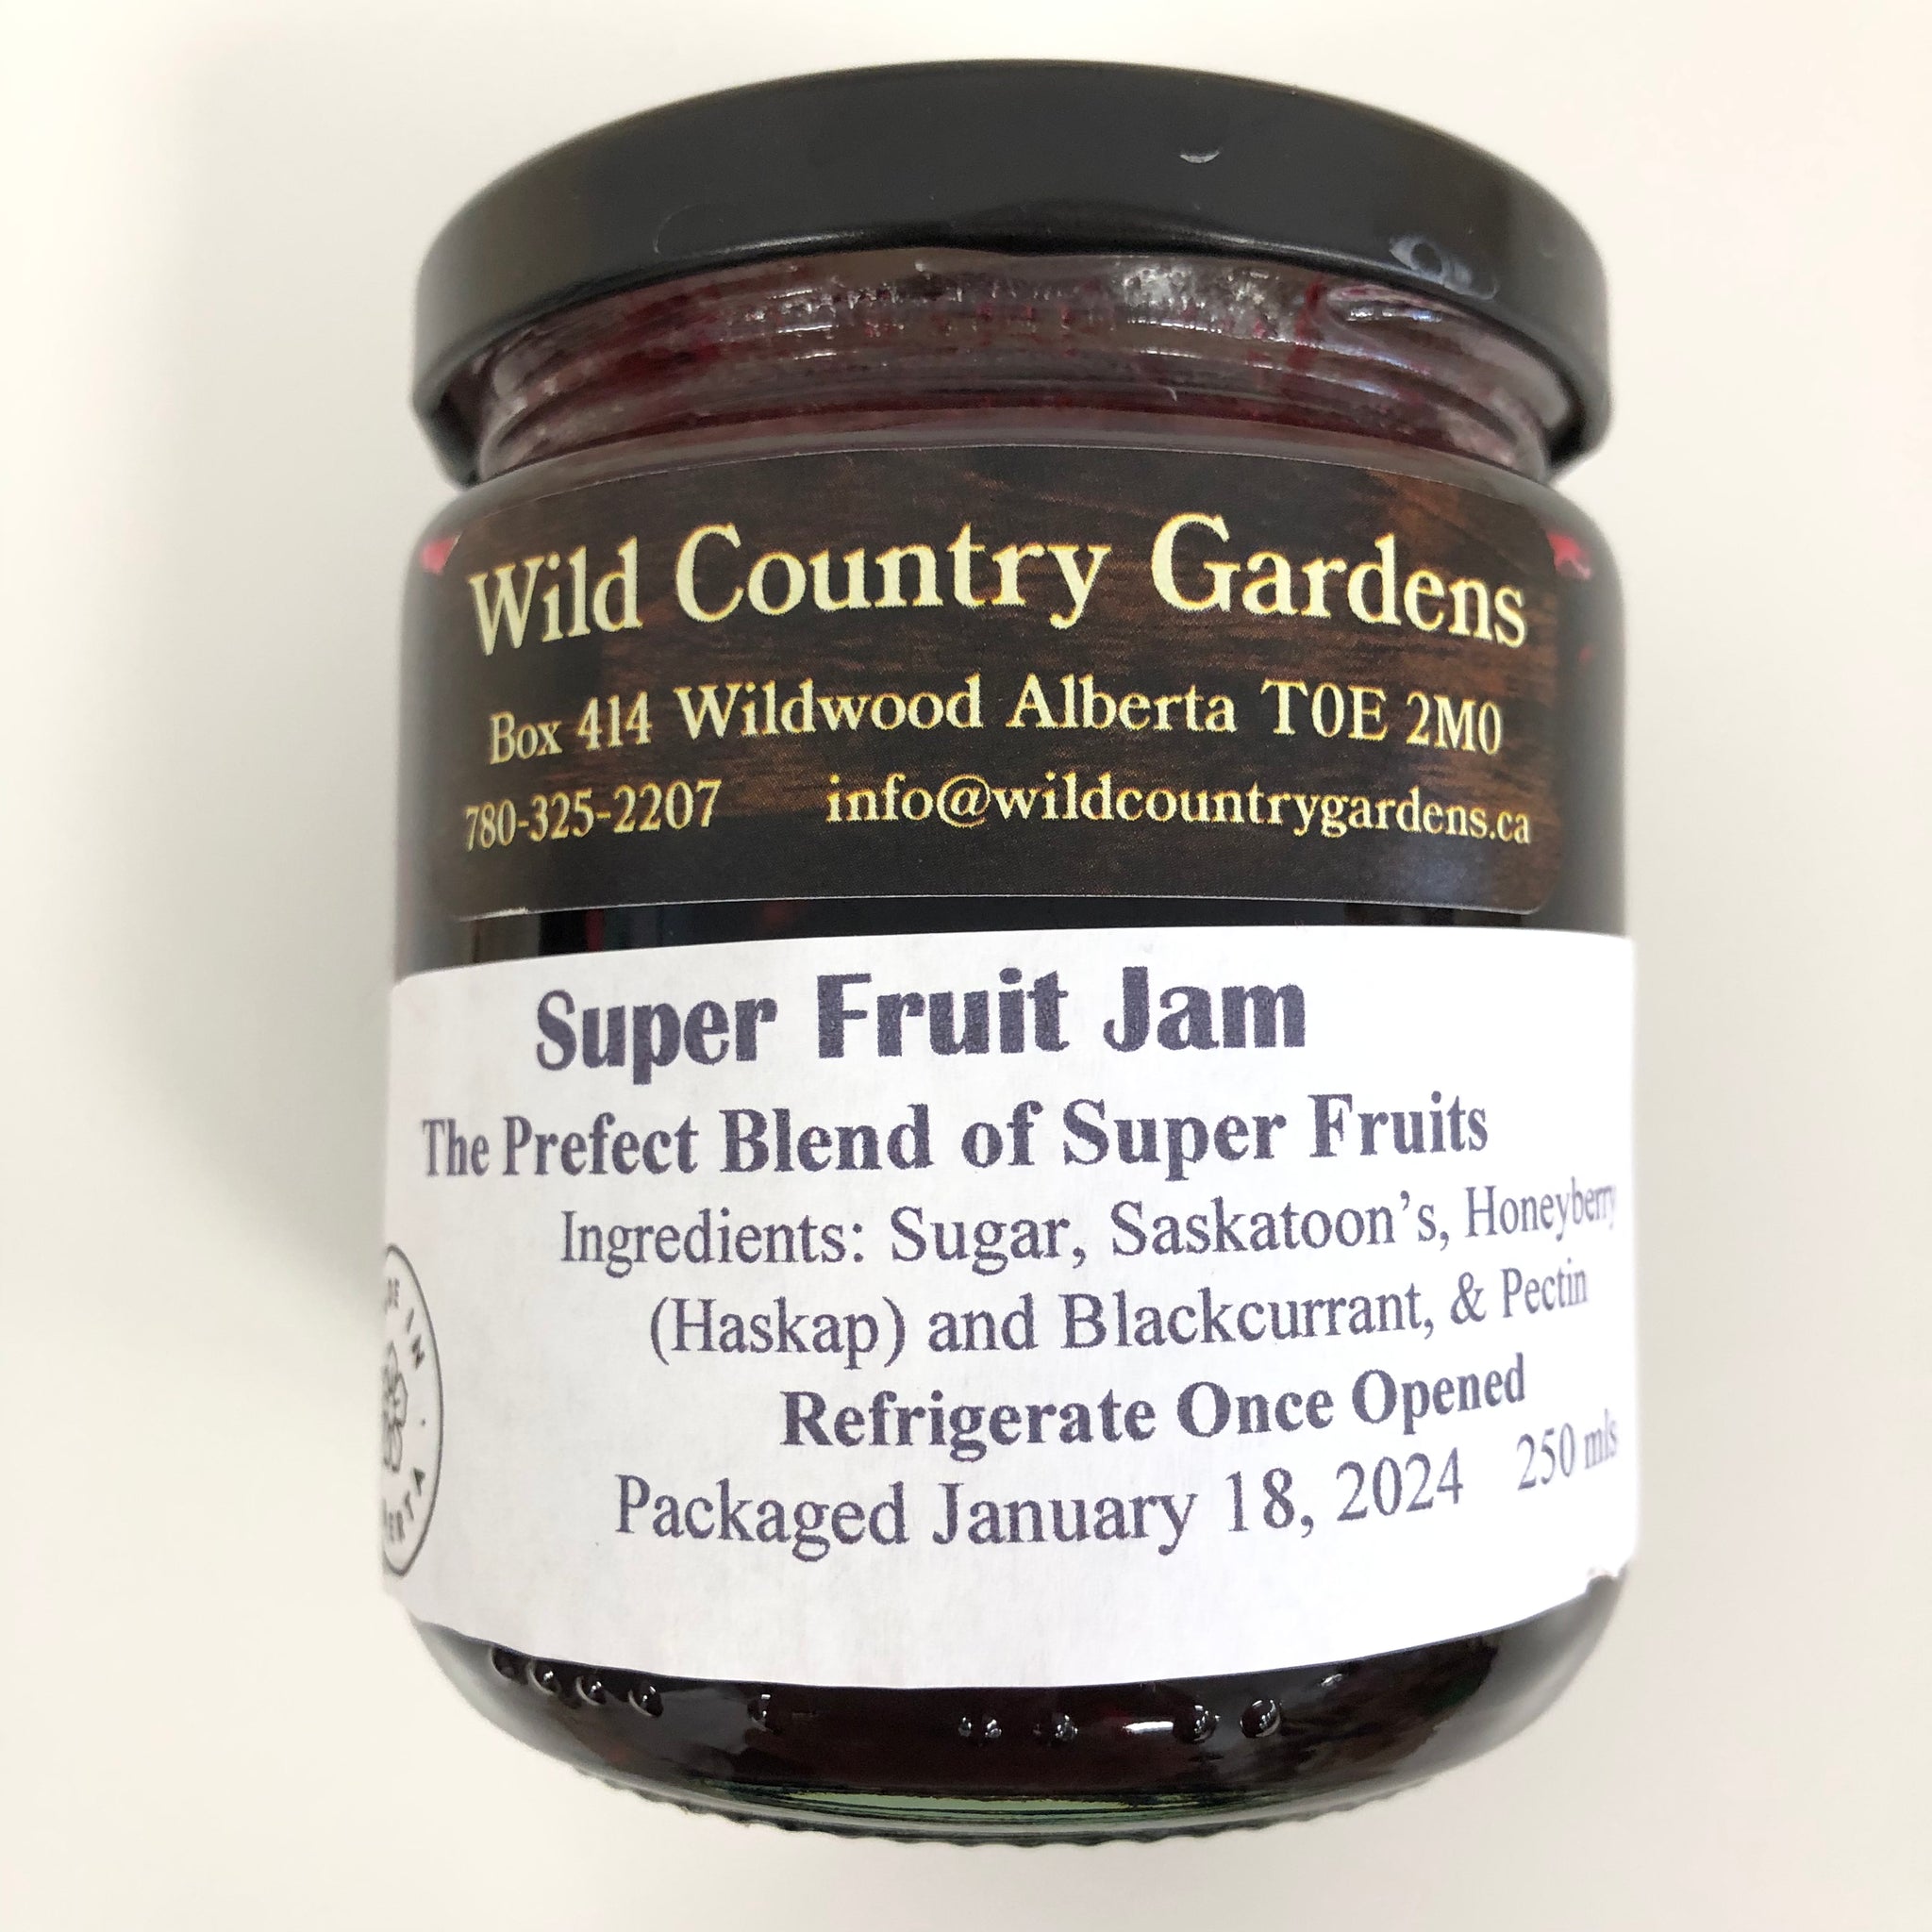 Wild Country Gardens
Box 414 Wildwood Alberta T0E 2M0
780-325-2207 info@wildcountrygardens.ca
Super Fruit Jam
The Prefect Blend of Super Fruits
Ingredients: Sugar, Saskatoon's, Honeyberry
(Haskap) and Blackcurrant, & Pectin
Refrigerate Once Opened
Packaged January 18, 2024 250 mls
IN